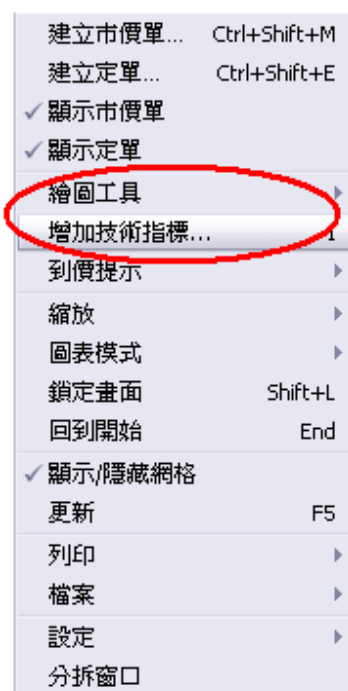 建立市價單... Ctrl+Shift+M
建立定單... Ctrl+Shift+E
顯示市價單
顯示定單
繪圖工具
增加技術指標... I
到價提示
縮放
圖表模式
鎖定畫面 Shift+L
回到開始 End
顯示/隱藏網格
更新 F5
列印
檔案
設定
分拆窗口